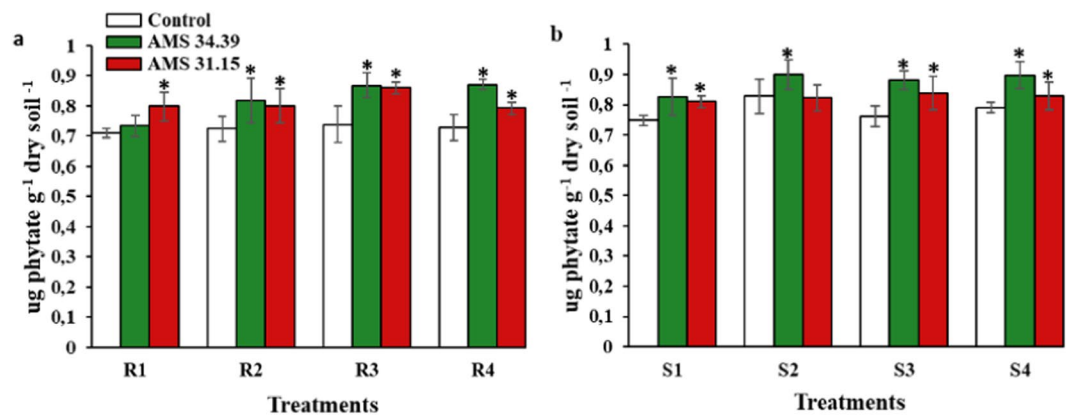 Control
AMS 34.39
AMS 31.15
a
ug phytate g-1 dry soil -1
1
0,9
0,8
0,7
0,6
0,5
0,4
0,3
0,2
0,1
0
*
* *
* *
* *
R1 R2 R3 R4
Treatments
b
ug phytate g-1 dry soil -1
1
0,9
0,8
0,7
0,6
0,5
0,4
0,3
0,2
0,1
0
* *
*
* *
* *
S1 S2 S3 S4
Treatments